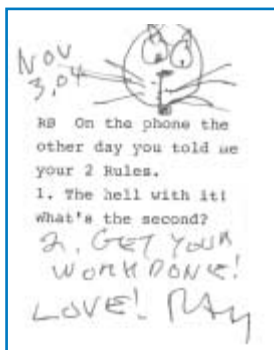 NOV
3,04
RB On the phone the
other day you told me
your 2 Rules.
1. The hell with it!
What's the second?
2. GET YOUR
WORK DONE!
LOVE! RAY